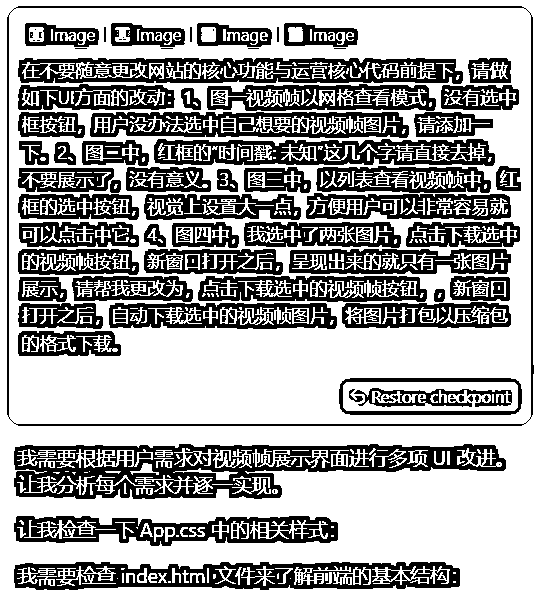 Image | Image | Image | Image
在不要随意更改网站的核心功能与运营核心代码前提下，请做
如下UI方面的改动：1、图一视频帧以网格查看模式，没有选中
框按钮，用户没办法选中自己想要的视频帧图片，请添加一
下。2、图二中，红框的“时间戳: 未知”这几个字请直接去掉，
不要展示了，没有意义。3、图三中，以列表查看视频帧中，红
框的选中按钮，视觉上设置大一点，方便用户可以非常容易就
可以点击中它。4、图四中，我选中了两张图片，点击下载选中
的视频帧按钮，新窗口打开之后，呈现出来的就只有一张图片
展示，请帮我更改为，点击下载选中的视频帧按钮，，新窗口
打开之后，自动下载选中的视频帧图片，将图片打包以压缩包
的格式下载。
Restore checkpoint
我需要根据用户需求对视频帧展示界面进行多项 UI 改进。
让我分析每个需求并逐一实现。
让我检查一下 App.css 中的相关样式：
我需要检查 index.html 文件来了解前端的基本结构：